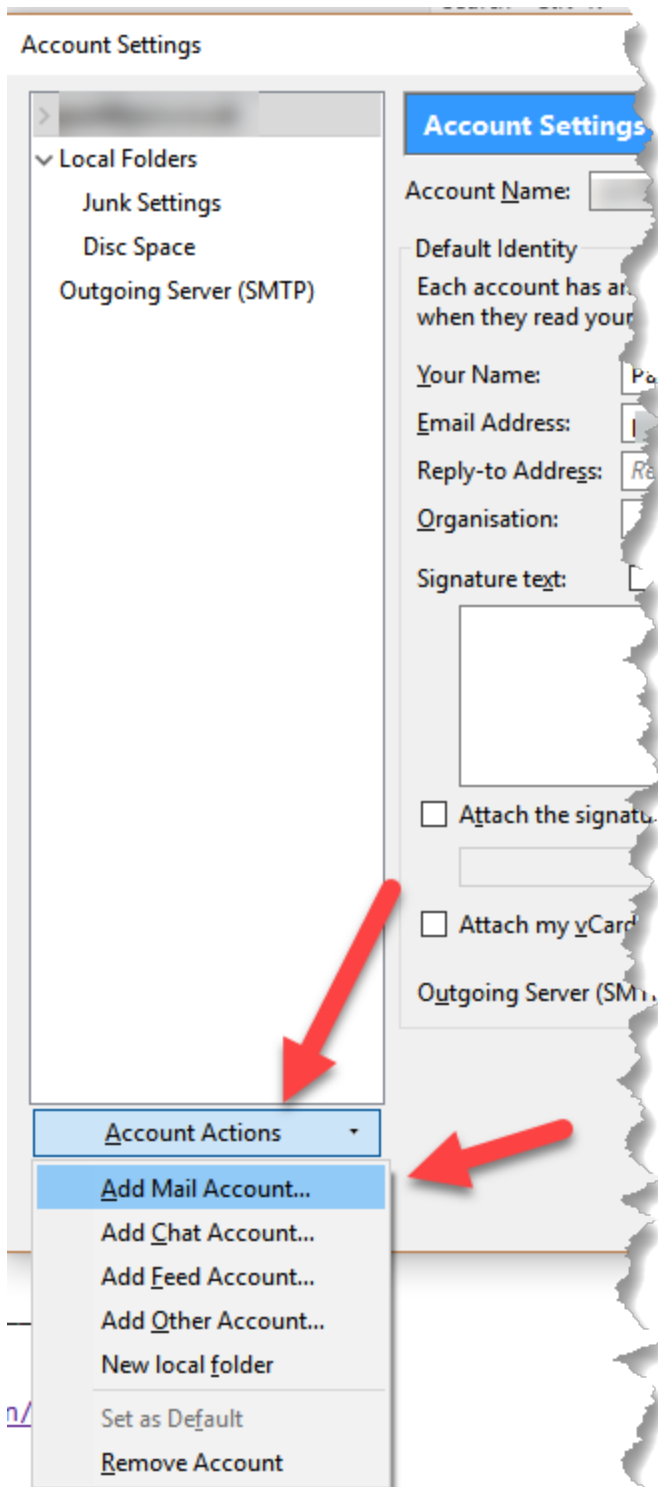 Account Settings
Account Settings
Local Folders
Junk Settings
Disc Space
Outgoing Server (SMTP)
Account Name:
Default Identity
Each account has an
when they read your
Your Name:
Email Address:
Reply-to Address:
Organisation:
Signature text:
Attach the signatu
Attach my vCard
Outgoing Server (SMT
Account Actions
Add Mail Account...
Add Chat Account...
Add Feed Account...
Add Other Account...
New local folder
n/
Set as Default
Remove Account